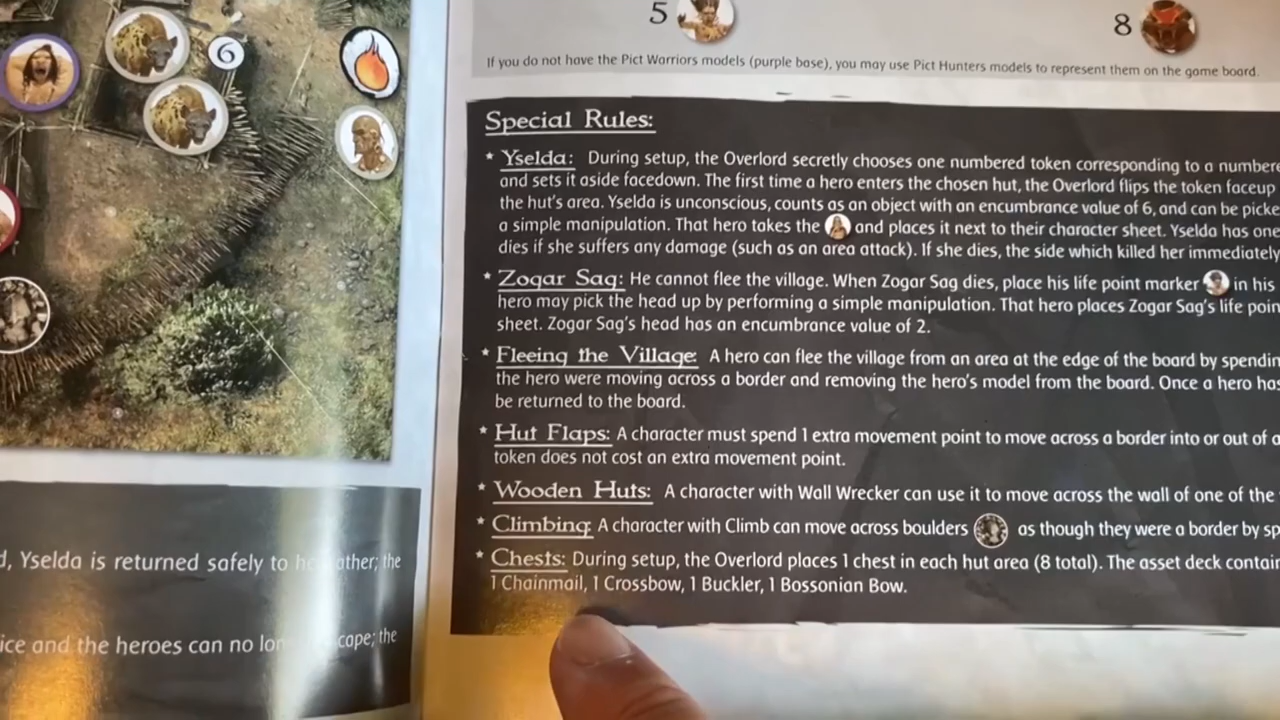 6
5
8
If you do not have the Pict Warriors models (purple base), you may use Pict Hunters models to represent them on the game board.
Special Rules:
* Yselda: During setup, the Overlord secretly chooses one numbered token corresponding to a
and sets it aside facedown. The first time a hero enters the chosen hut, the Overlord flips the token faceup
the hut's area. Yselda is unconscious, counts as an object with an encumbrance value of 6, and can be
a simple manipulation. That hero takes the and places it next to their character sheet. Yselda has one
dies if she suffers any damage (such as an area attack). If she dies, the side which killed her immediately
* Zogar Sag: He cannot flee the village. When Zogar Sag dies, place his life point marker in his
hero may pick the head up by performing a simple manipulation. That hero places Zogar Sag's life
sheet. Zogar Sag's head has an encumbrance value of 2.
* Fleeing the Village: A hero can flee the village from an area at the edge of the board by
the hero were moving across a border and removing the hero's model from the board. Once a hero
be returned to the board.
* Hut Flaps: A character must spend 1 extra movement point to move across a border into or out of
token does not cost an extra movement point.
* Wooden Huts: A character with Wall Wrecker can use it to move across the wall of one of the
* Climbing: A character with Climb can move across boulders as though they were a border by
* Chests: During setup, the Overlord places 1 chest in each hut area (8 total). The asset deck
1 Chainmail, 1 Crossbow, 1 Buckler, 1 Bossonian Bow.
Yselda is returned safely to father; the
and the heroes can no the